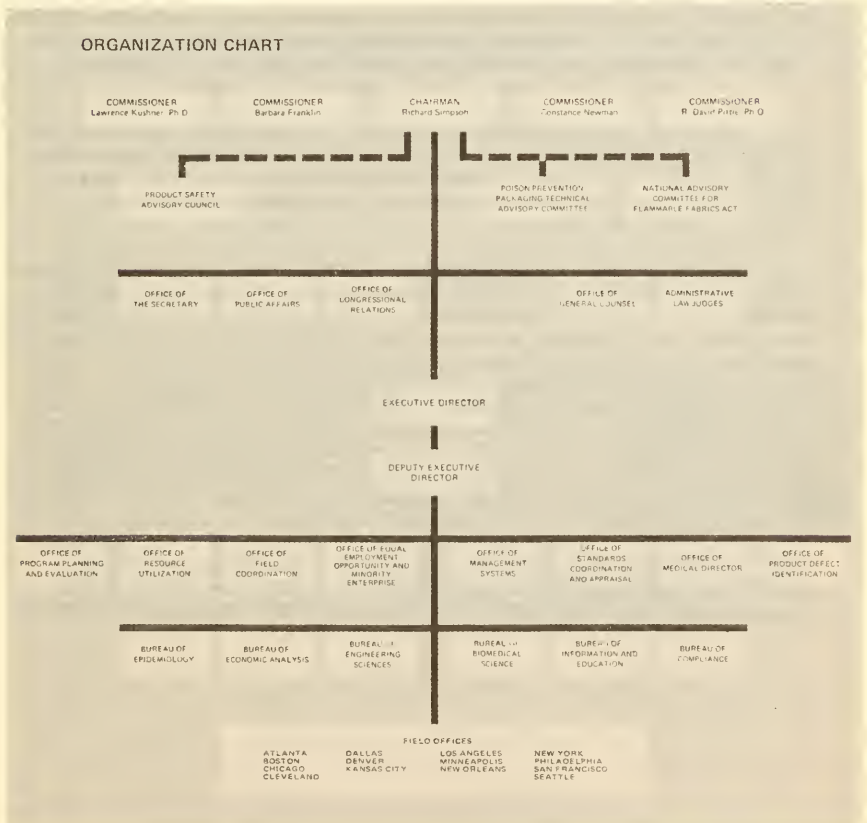 ORGANIZATION CHART
COMMISSIONER
Lawrence Kushner Ph D
COMMISSIONER
Barbara Franklin
CHAIRMAN
Richard Simpson
COMMISSIONER
Constance Newman
COMMISSIONER
R. David Pittle Ph D
PRODUCT SAFETY
ADVISORY COUNCIL
POISON PREVENTION
PACKAGING TECHNICAL
ADVISORY COMMITTEE
NATIONAL ADVISORY
COMMITTEE FOR
FLAMMABLE FABRICS ACT
OFFICE OF
THE SECRETARY
OFFICE OF
PUBLIC AFFAIRS
OFFICE OF
CONGRESSIONAL
RELATIONS
OFFICE OF
GENERAL COUNSEL
ADMINISTRATIVE
LAW JUDGES
EXECUTIVE DIRECTOR
DEPUTY EXECUTIVE
DIRECTOR
OFFICE OF
PROGRAM PLANNING
AND EVALUATION
OFFICE OF
RESOURCE
UTILIZATION
OFFICE OF
FIELD
COORDINATION
OFFICE OF EQUAL
EMPLOYMENT
OPPORTUNITY AND
MINORITY
ENTERPRISE
OFFICE OF
MANAGEMENT
SYSTEMS
OFFICE OF
STANDARDS
COORDINATION
AND APPRAISAL
OFFICE OF
MEDICAL DIRECTOR
OFFICE OF
PRODUCT DEFECT
IDENTIFICATION
BUREAU OF
EPIDEMIOLOGY
BUREAU OF
ECONOMIC ANALYSIS
BUREAU OF
ENGINEERING
SCIENCES
BUREAU OF
BIOMEDICAL
SCIENCE
BUREAU OF
INFORMATION AND
EDUCATION
BUREAU OF
COMPLIANCE
FIELD OFFICES
ATLANTA
BOSTON
CHICAGO
CLEVELAND
DALLAS
DENVER
KANSAS CITY
LOS ANGELES
MINNEAPOLIS
NEW ORLEANS
NEW YORK
PHILADELPHIA
SAN FRANCISCO
SEATTLE